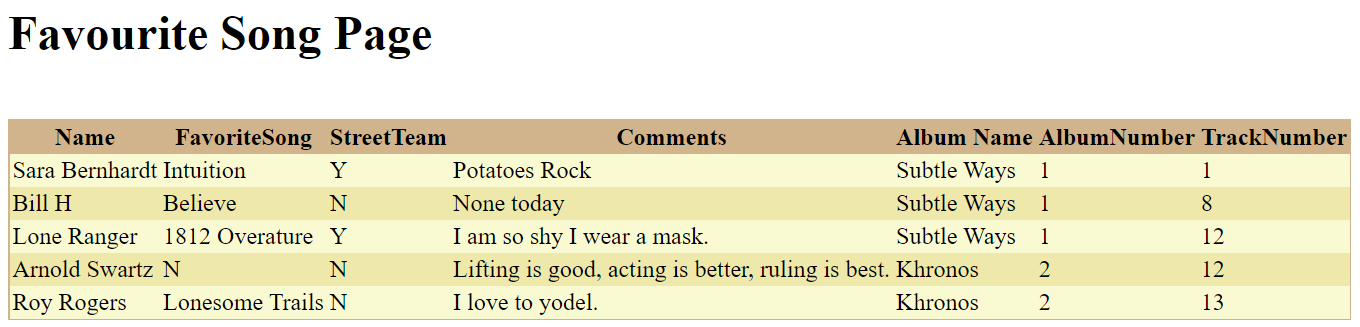 Favourite Song Page
Name FavoriteSong StreetTeam Comments Album Name AlbumNumber TrackNumber
Sara Bernhardt Intuition Y Potatoes Rock Subtle Ways 1 1
Bill H Believe N None today Subtle Ways 1 8
Lone Ranger 1812 Overature Y I am so shy I wear a mask. Subtle Ways 1 12
Arnold Swartz N N Lifting is good, acting is better, ruling is best. Khronos 2 12
Roy Rogers Lonesome Trails N I love to yodel. Khronos 2 13